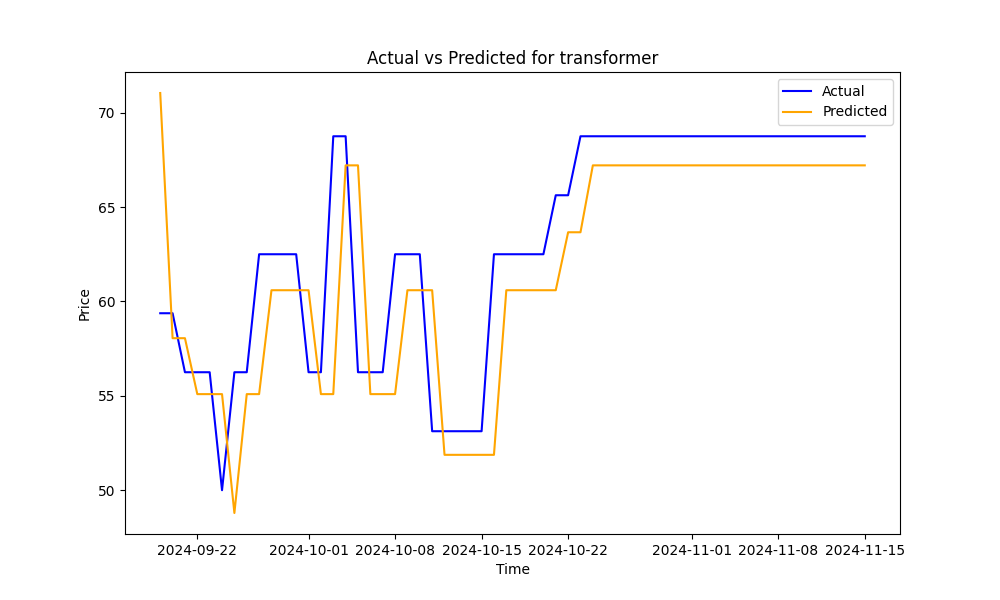 Actual vs Predicted for transformer
Actual
Predicted
Price
70
65
60
55
50
2024-09-22 2024-10-01 2024-10-08 2024-10-15 2024-10-22 2024-11-01 2024-11-08 2024-11-15
Time